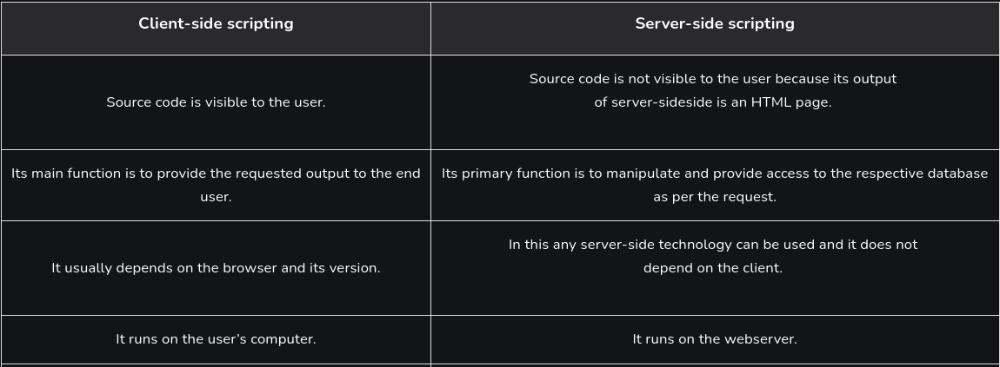 Client-side scripting
Server-side scripting
Source code is visible to the user.
Source code is not visible to the user because its output
of server-sideside is an HTML page.
Its main function is to provide the requested output to the end
user.
Its primary function is to manipulate and provide access to the respective database
as per the request.
It usually depends on the browser and its version.
In this any server-side technology can be used and it does not
depend on the client.
It runs on the user’s computer.
It runs on the webserver.